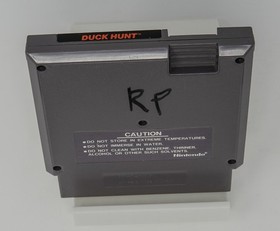 DUCK HUNT™
RP
CAUTION
•DO NOT STORE IN EXTREME TEMPERATURES.
•DO NOT IMMERSE IN WATER.
•DO NOT CLEAN WITH BENZENE, THINNER,
ALCOHOL OR OTHER SUCH SOLVENTS.
Nintendo®